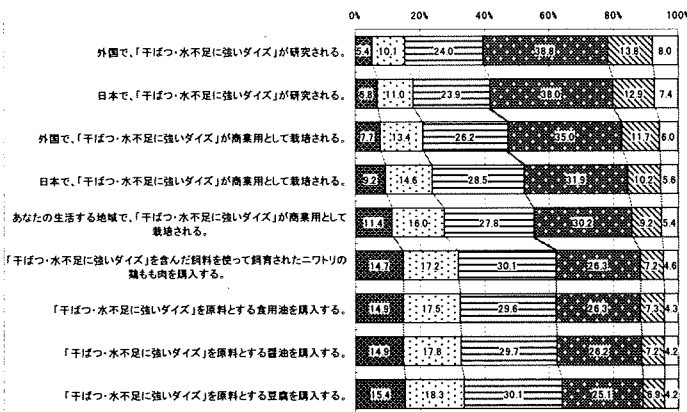 0% 20% 40% 60% 80% 100%
外国で、「干ばつ・水不足に強いダイズ」が研究される。 5.4 10.1 24.0 38.8 13.8 8.0
日本で、「干ばつ・水不足に強いダイズ」が研究される。 6.8 11.0 23.9 38.0 12.9 7.4
外国で、「干ばつ・水不足に強いダイズ」が商業用として栽培される。 7.7 13.4 26.2 35.0 11.7 6.0
日本で、「干ばつ・水不足に強いダイズ」が商業用として栽培される。 9.2 14.6 28.5 31.9 10.2 5.6
あなたの生活する地域で、「干ばつ・水不足に強いダイズ」が商業用として
栽培される。 11.4 16.0 27.8 30.2 9.2 5.4
「干ばつ・水不足に強いダイズ」を含んだ飼料を使って飼育されたニワトリの
鶏もも肉を購入する。 14.7 17.2 30.1 26.3 7.2 4.6
「干ばつ・水不足に強いダイズ」を原料とする食用油を購入する。 14.9 17.5 29.6 26.3 7.3 4.3
「干ばつ・水不足に強いダイズ」を原料とする醤油を購入する。 14.9 17.8 29.7 26.2 7.2 4.2
「干ばつ・水不足に強いダイズ」を原料とする豆腐を購入する。 15.4 18.3 30.1 25.1 6.9 4.2